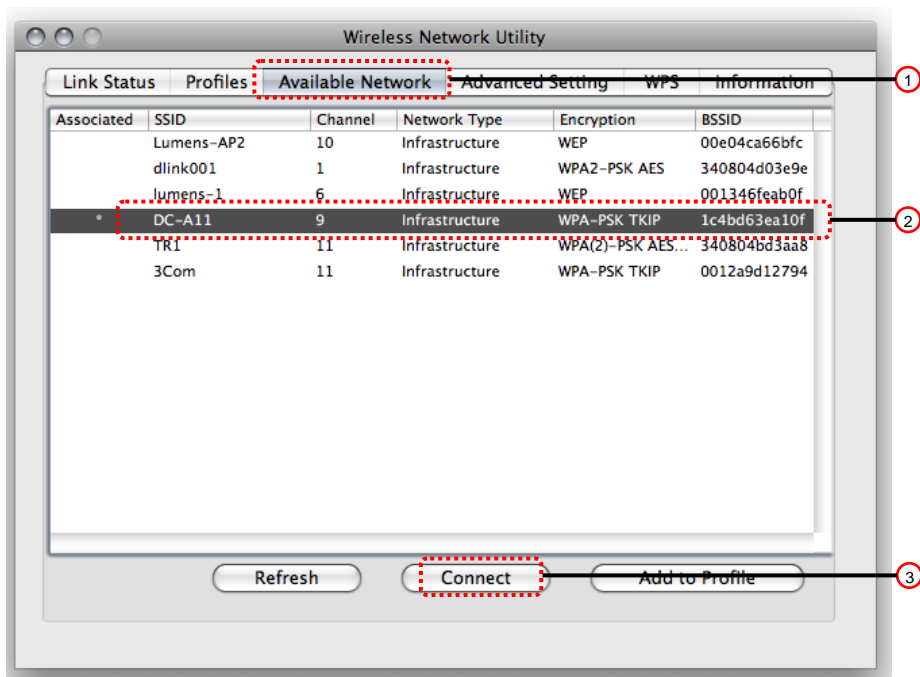 Wireless Network Utility
Link Status Profiles Available Network Advanced Setting WPS Information
1
Associated SSID Channel Network Type Encryption BSSID
Lumens-AP2 10 Infrastructure WEP 00e04ca66bfc
dlink001 1 Infrastructure WPA2-PSK AES 340804d03e9e
lumens-1 6 Infrastructure WEP 001346feab0f
* DC-A11 9 Infrastructure WPA-PSK TKIP 1c4bd63ea10f
2
TR1 11 Infrastructure WPA(2)-PSK AES... 340804bd3aa8
3Com 11 Infrastructure WPA-PSK TKIP 0012a9d12794
Refresh Connect Add to Profile
3